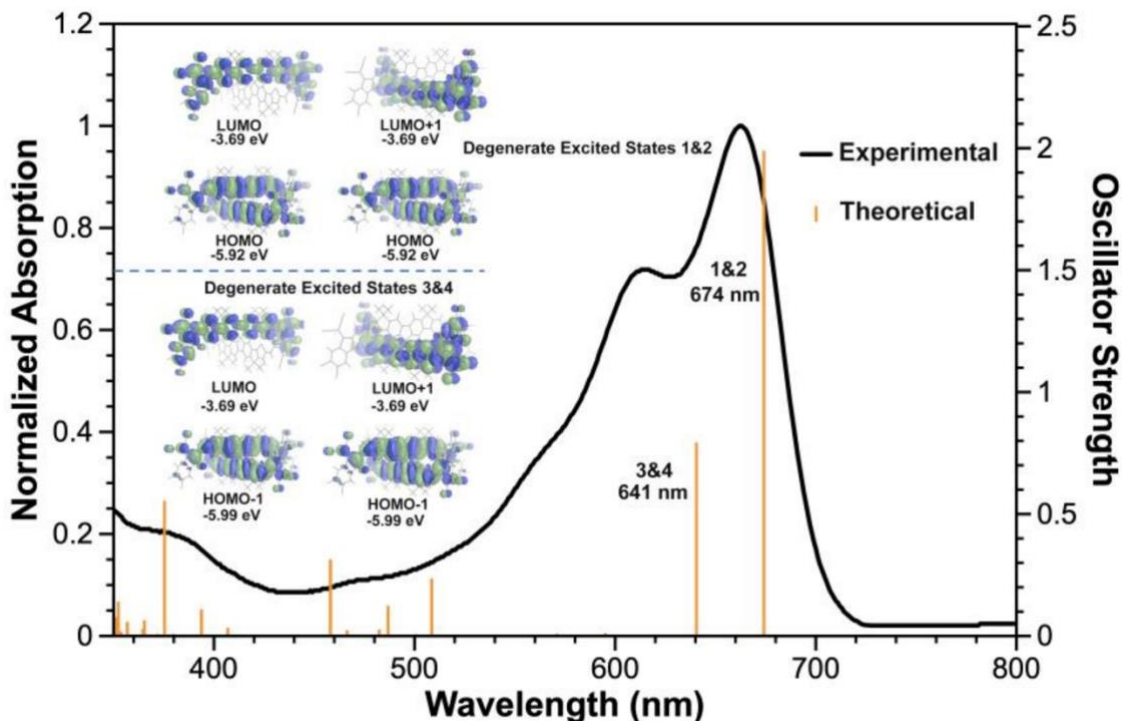 1.2
1
0.8
0.6
0.4
0.2
0
Normalized Absorption
2.5
2
1.5
1
0.5
0
Oscillator Strength
LUMO
-3.69 eV
LUMO+1
-3.69 eV
Degenerate Excited States 1&2
HOMO
-5.92 eV
HOMO
-5.92 eV
Degenerate Excited States 3&4
LUMO
-3.69 eV
LUMO+1
-3.69 eV
HOMO-1
-5.99 eV
HOMO-1
-5.99 eV
Experimental
Theoretical
1&2
674 nm
3&4
641 nm
400
500
600
700
800
Wavelength (nm)